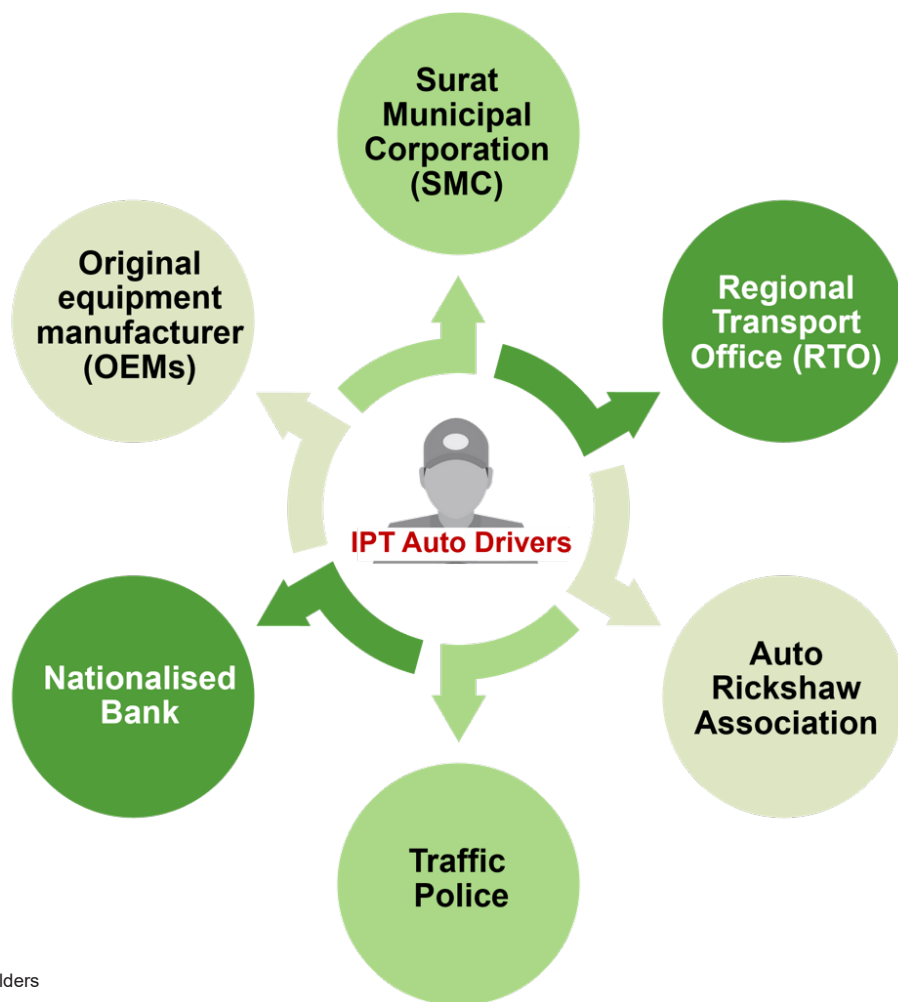 Surat
Municipal
Corporation
(SMC)
Original
equipment
manufacturer
(OEMs)
Regional
Transport
Office (RTO)
IPT Auto Drivers
Nationalised
Bank
Auto
Rickshaw
Association
Traffic
Police
lders